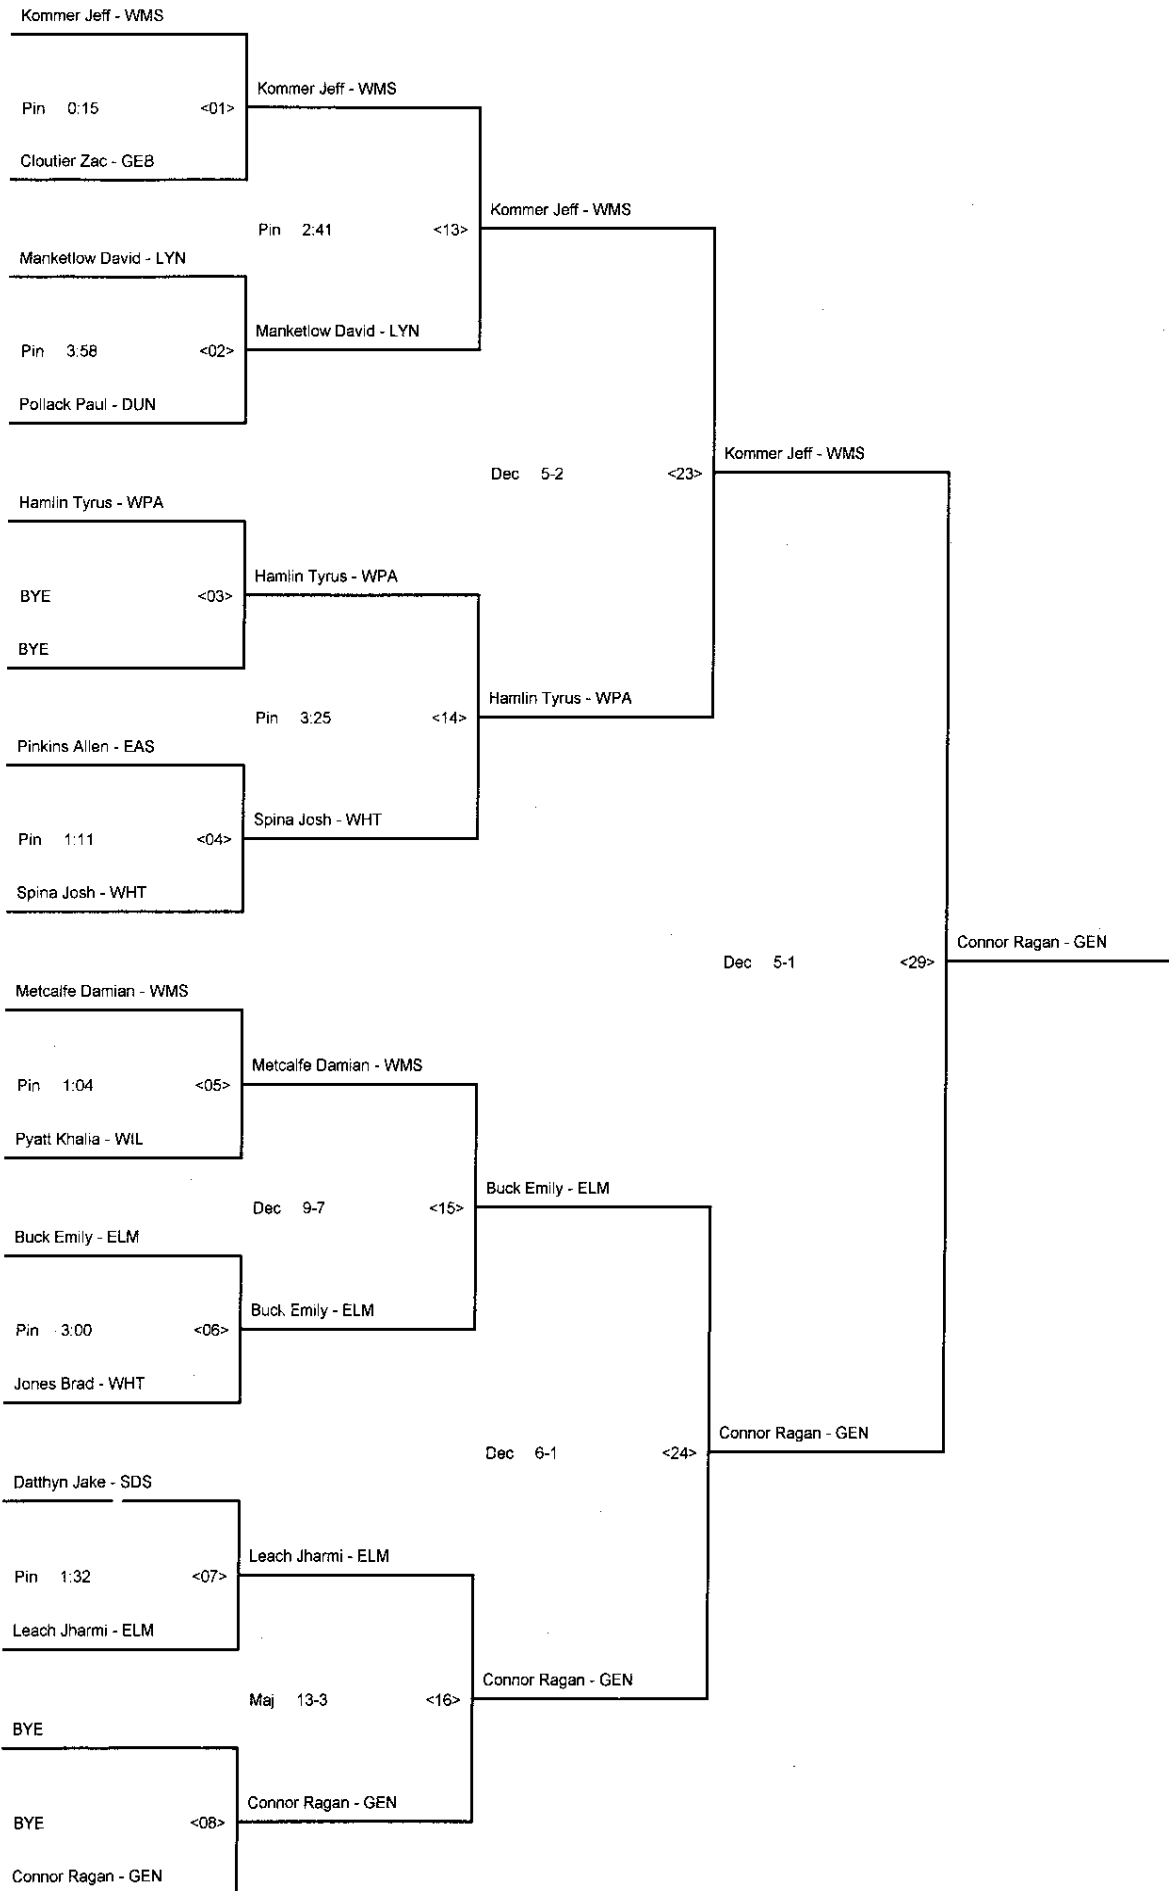 Kommer Jeff - WMS
Kommer Jeff - WMS
Pin 0:15 <01>
Cloutier Zac - GEB
Kommer Jeff - WMS
Pin 2:41 <13>
Manketlow David - LYN
Manketlow David - LYN
Pin 3:58 <02>
Pollack Paul - DUN
Kommer Jeff - WMS
Dec 5-2 <23>
Hamlin Tyrus - WPA
Hamlin Tyrus - WPA
BYE <03>
BYE
Hamlin Tyrus - WPA
Pin 3:25 <14>
Pinkins Allen - EAS
Spina Josh - WHT
Pin 1:11 <04>
Spina Josh - WHT
Connor Ragan - GEN
Dec 5-1 <29>
Metcalfe Damian - WMS
Metcalfe Damian - WMS
Pin 1:04 <05>
Pyatt Khalia - WIL
Buck Emily - ELM
Dec 9-7 <15>
Buck Emily - ELM
Buck Emily - ELM
Pin 3:00 <06>
Jones Brad - WHT
Connor Ragan - GEN
Dec 6-1 <24>
Datthyn Jake - SDS
Leach Jharmi - ELM
Pin 1:32 <07>
Leach Jharmi - ELM
Connor Ragan - GEN
Maj 13-3 <16>
BYE
Connor Ragan - GEN
BYE <08>
Connor Ragan - GEN